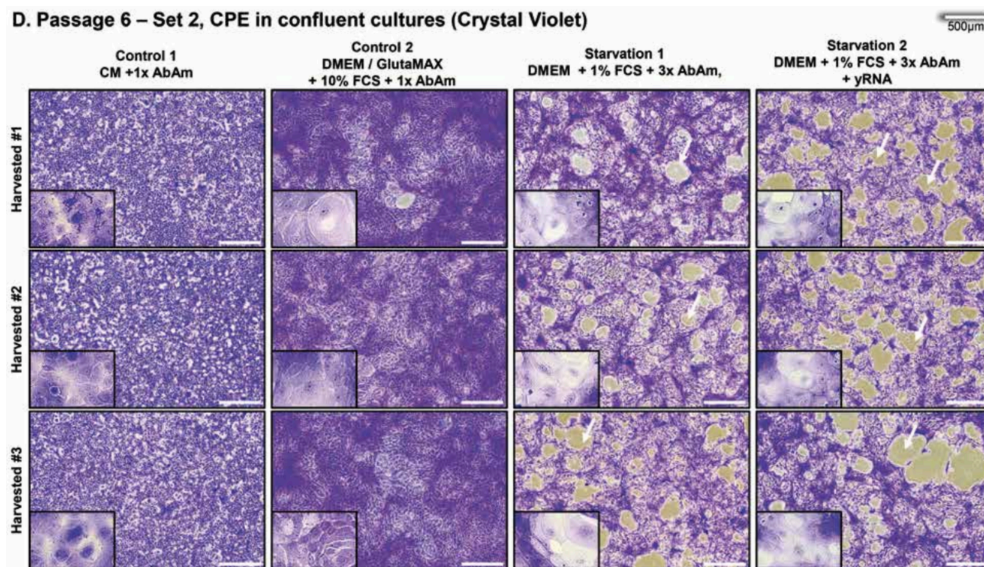 D. Passage 6 – Set 2, CPE in confluent cultures (Crystal Violet)
500µm
Control 1
CM +1x AbAm
Control 2
DMEM / GlutaMAX
+ 10% FCS + 1x AbAm
Starvation 1
DMEM + 1% FCS + 3x AbAm,
Starvation 2
DMEM + 1% FCS + 3x AbAm
+ yRNA
Harvested #1
Harvested #2
Harvested #3